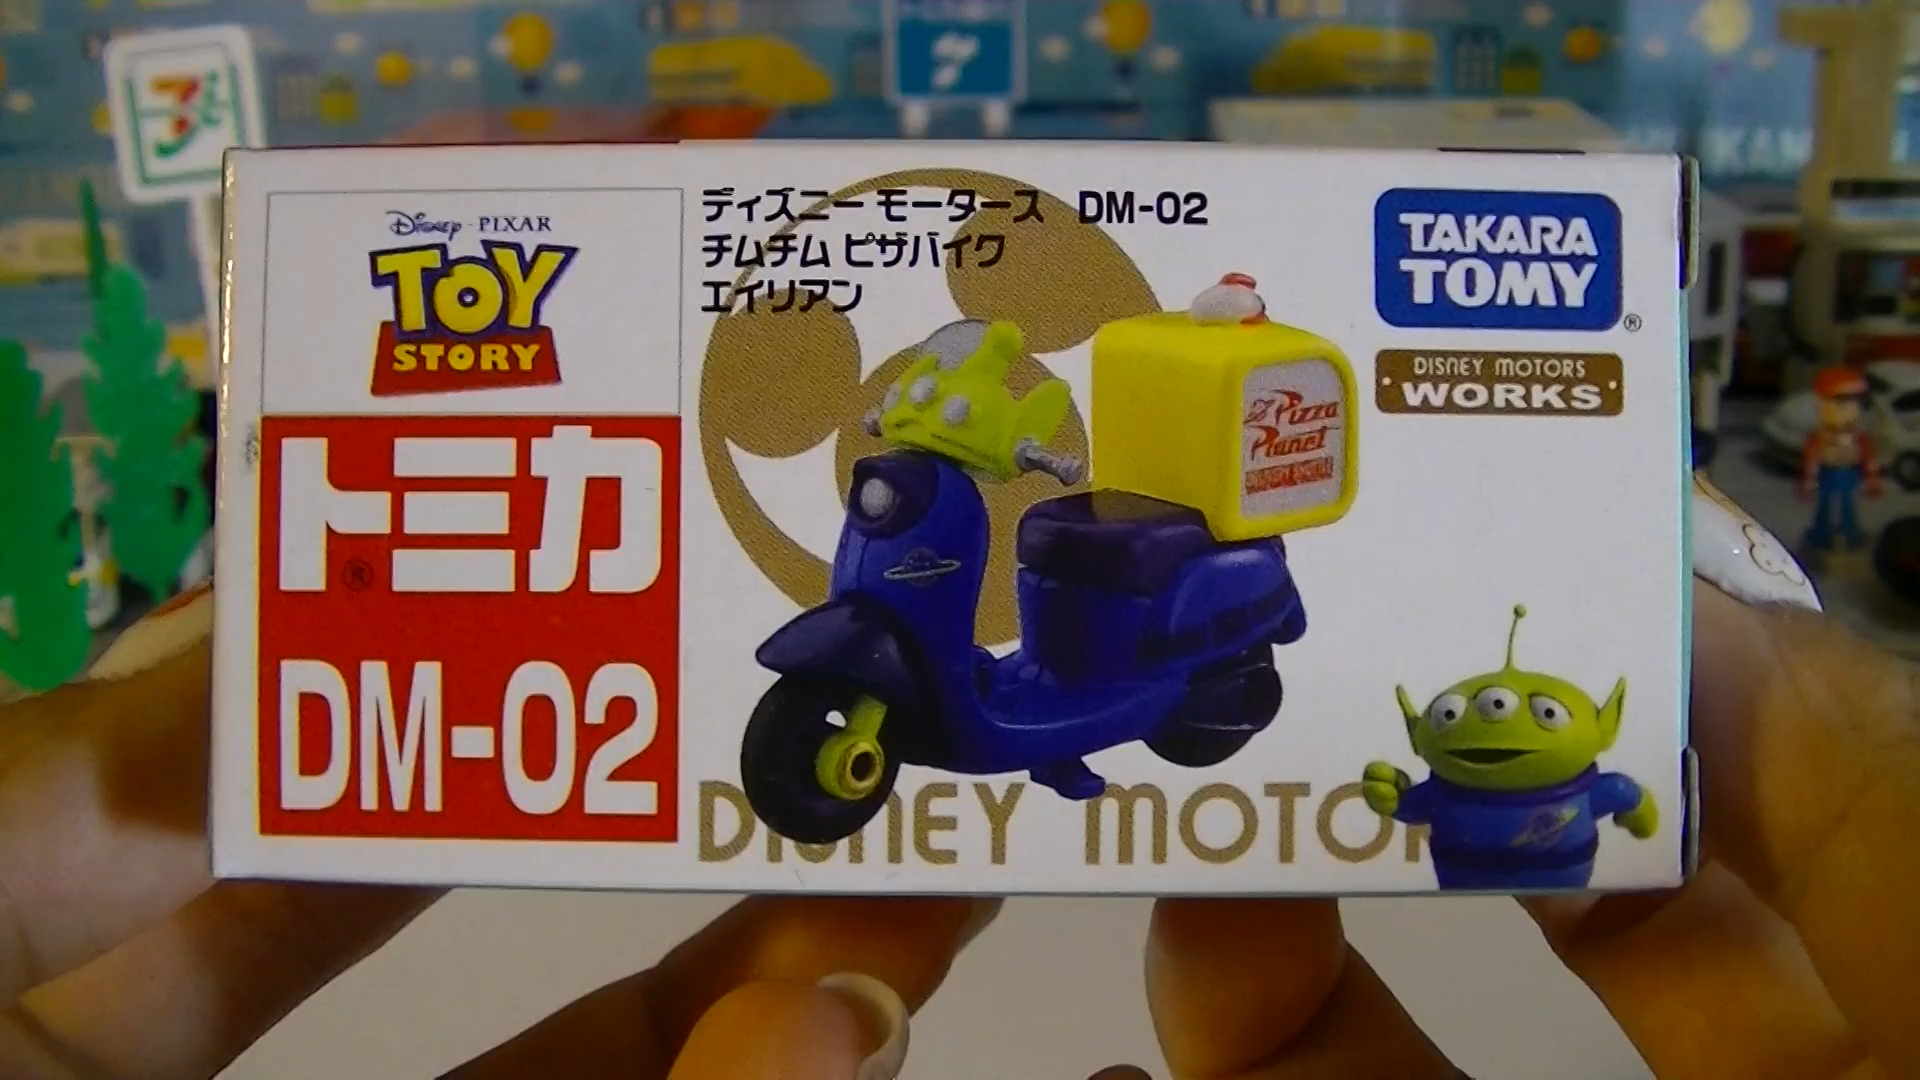 Disney · PIXAR
TOY
STORY
トミカ
®
DM-02
ディズニー モータース DM-02
チムチム ピザバイク
エイリアン
TAKARA
TOMY
®
DISNEY MOTORS
WORKS
Pizza
Planet
DISNEY MOTOR